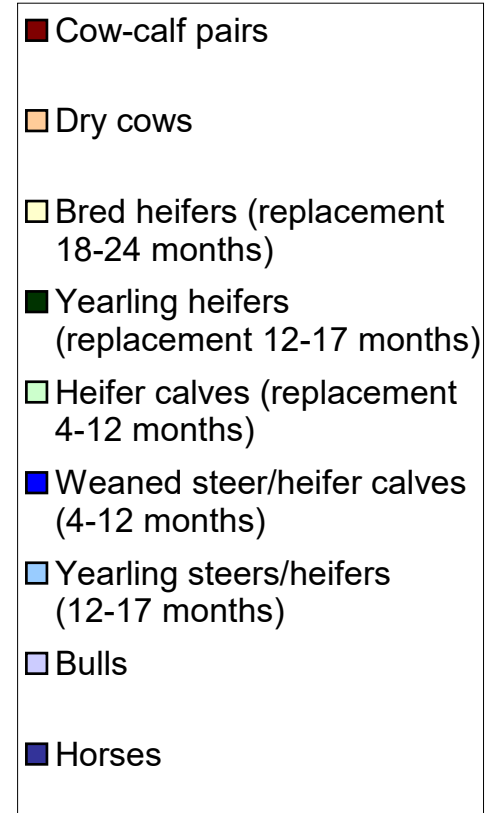 Cow-calf pairs
Dry cows
Bred heifers (replacement
18-24 months)
Yearling heifers
(replacement 12-17 months)
Heifer calves (replacement
4-12 months)
Weaned steer/heifer calves
(4-12 months)
Yearling steers/heifers
(12-17 months)
Bulls
Horses